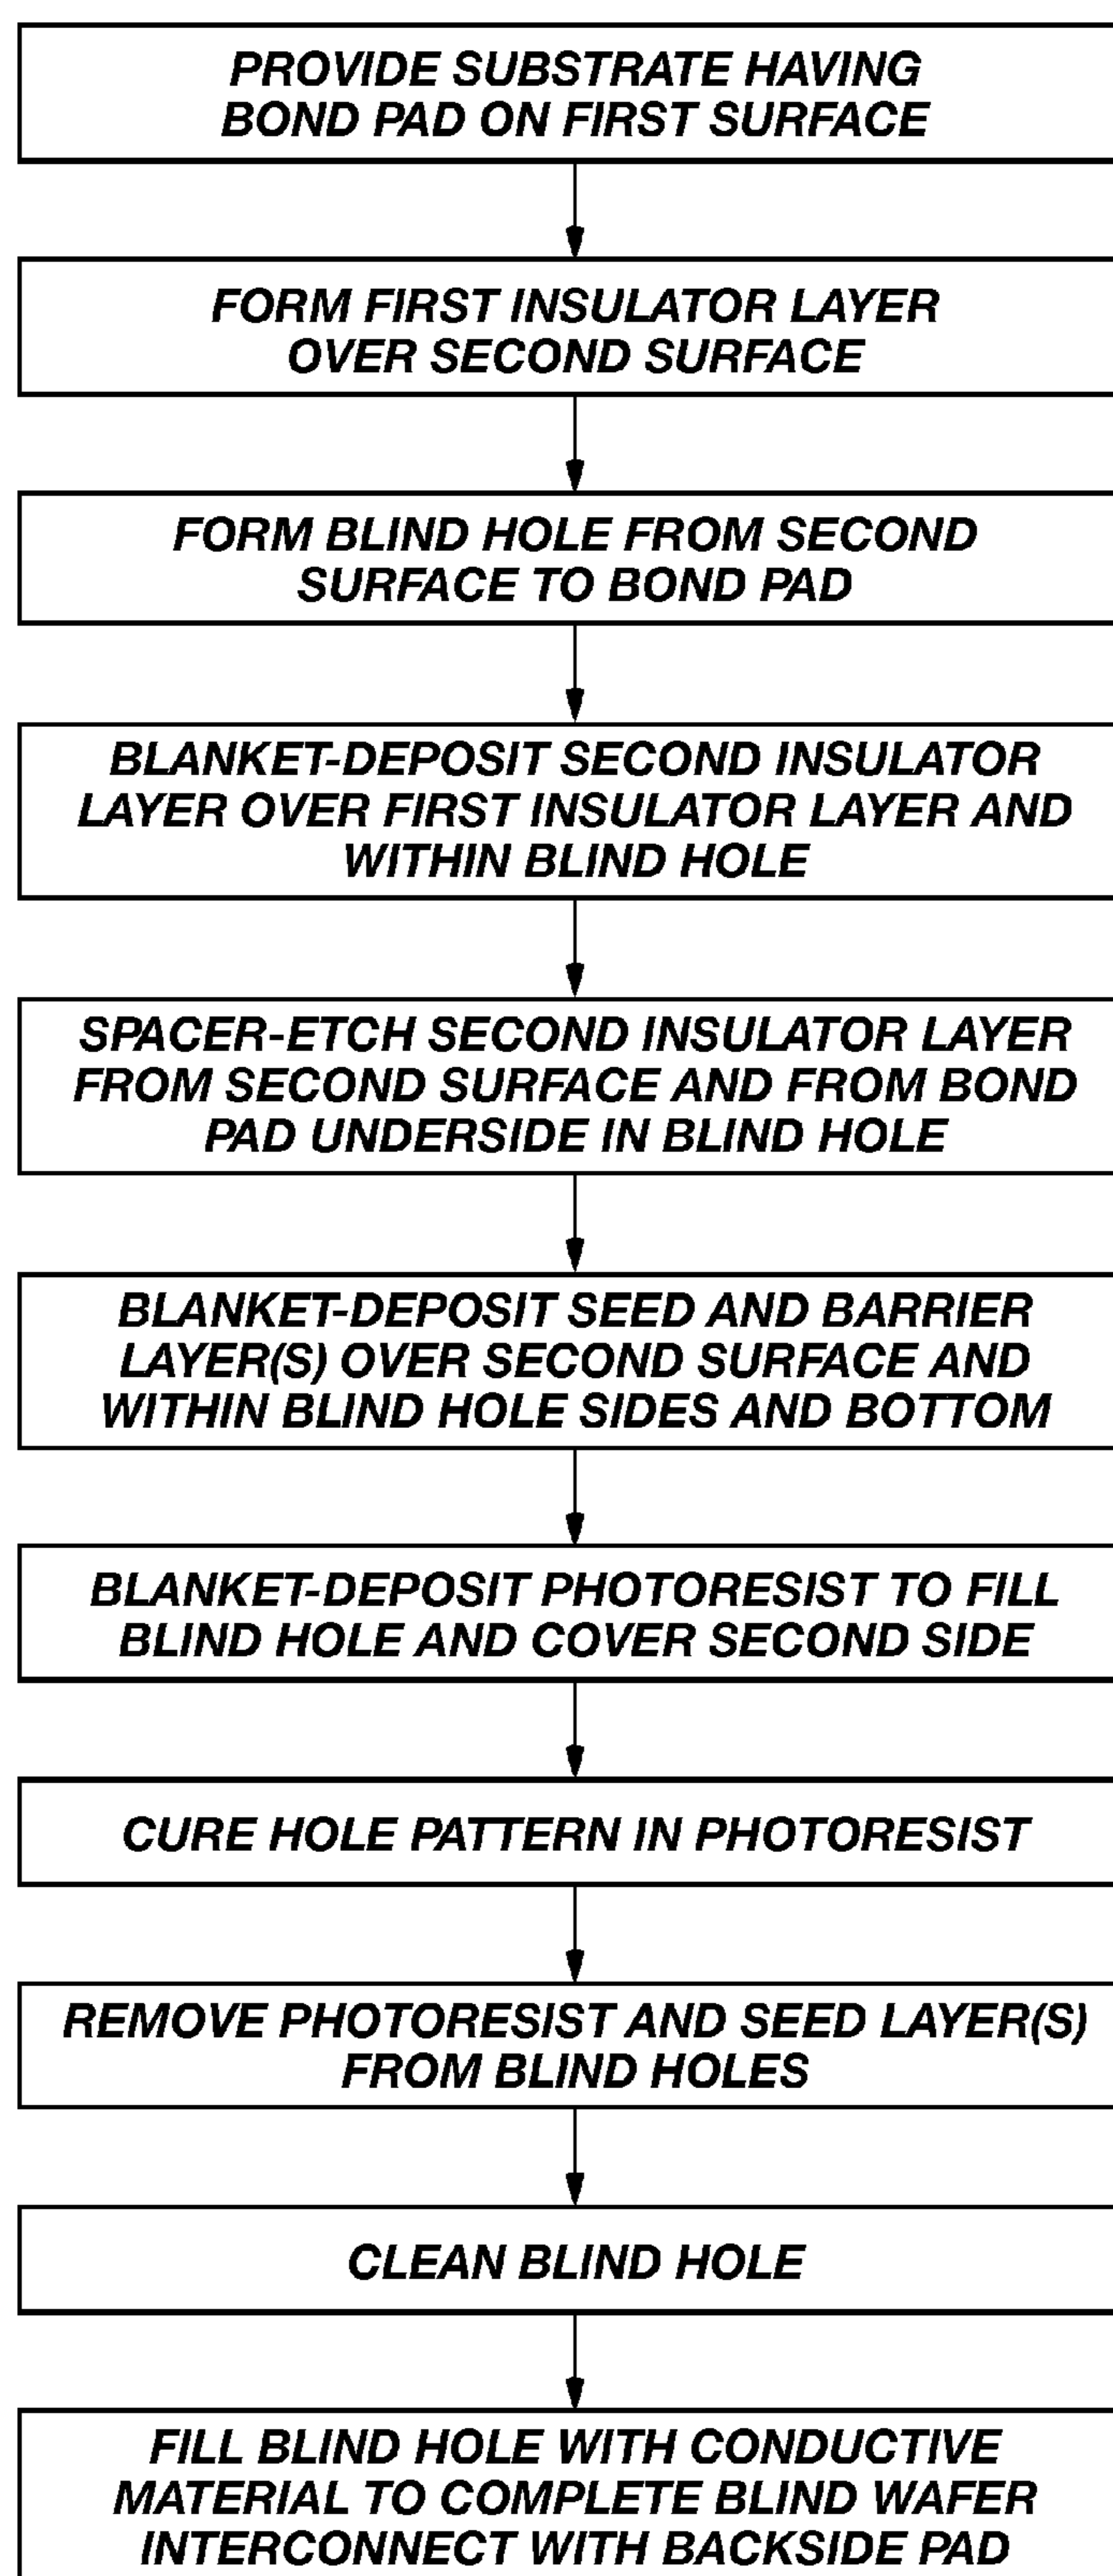 PROVIDE SUBSTRATE HAVING
BOND PAD ON FIRST SURFACE
FORM FIRST INSULATOR LAYER
OVER SECOND SURFACE
FORM BLIND HOLE FROM SECOND
SURFACE TO BOND PAD
BLANKET-DEPOSIT SECOND INSULATOR
LAYER OVER FIRST INSULATOR LAYER AND
WITHIN BLIND HOLE
SPACER-ETCH SECOND INSULATOR LAYER
FROM SECOND SURFACE AND FROM BOND
PAD UNDERSIDE IN BLIND HOLE
BLANKET-DEPOSIT SEED AND BARRIER
LAYER(S) OVER SECOND SURFACE AND
WITHIN BLIND HOLE SIDES AND BOTTOM
BLANKET-DEPOSIT PHOTORESIST TO FILL
BLIND HOLE AND COVER SECOND SIDE
CURE HOLE PATTERN IN PHOTORESIST
REMOVE PHOTORESIST AND SEED LAYER(S)
FROM BLIND HOLES
CLEAN BLIND HOLE
FILL BLIND HOLE WITH CONDUCTIVE
MATERIAL TO COMPLETE BLIND WAFER
INTERCONNECT WITH BACKSIDE PAD